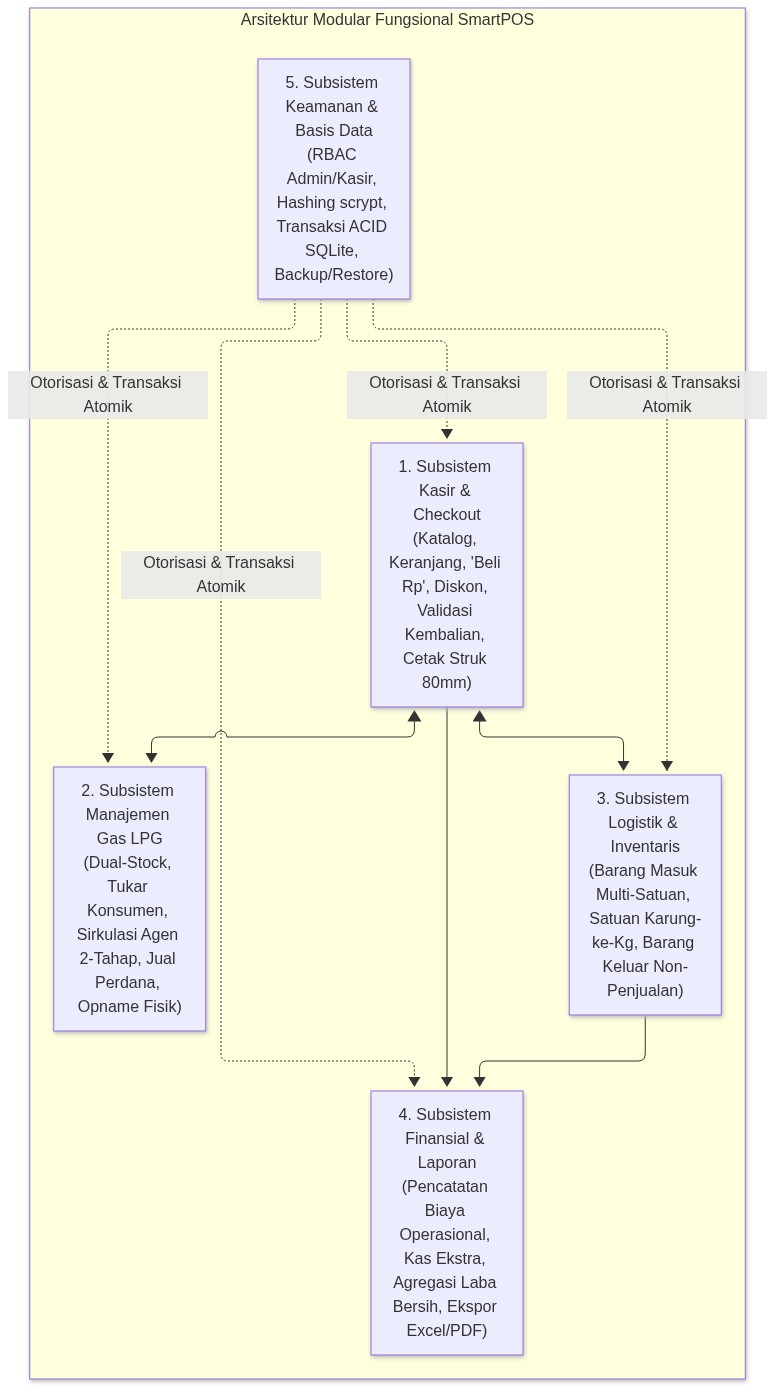 Arsitektur Modular Fungsional SmartPOS
5. Subsistem
Keamanan &
Basis Data
(RBAC
Admin/Kasir,
Hashing scrypt,
Transaksi ACID
SQLite,
Backup/Restore)
Otorisasi & Transaksi
Atomik
Otorisasi & Transaksi
Atomik
Otorisasi & Transaksi
Atomik
Otorisasi & Transaksi
Atomik
1. Subsistem
Kasir &
Checkout
(Katalog,
Keranjang, 'Beli
Rp', Diskon,
Validasi
Kembalian,
Cetak Struk
80mm)
2. Subsistem
Manajemen
Gas LPG
(Dual-Stock,
Tukar
Konsumen,
Sirkulasi Agen
2-Tahap, Jual
Perdana,
Opname Fisik)
3. Subsistem
Logistik &
Inventaris
(Barang Masuk
Multi-Satuan,
Satuan Karung-
ke-Kg, Barang
Keluar Non-
Penjualan)
4. Subsistem
Finansial &
Laporan
(Pencatatan
Biaya
Operasional,
Kas Ekstra,
Agregasi Laba
Bersih, Ekspor
Excel/PDF)